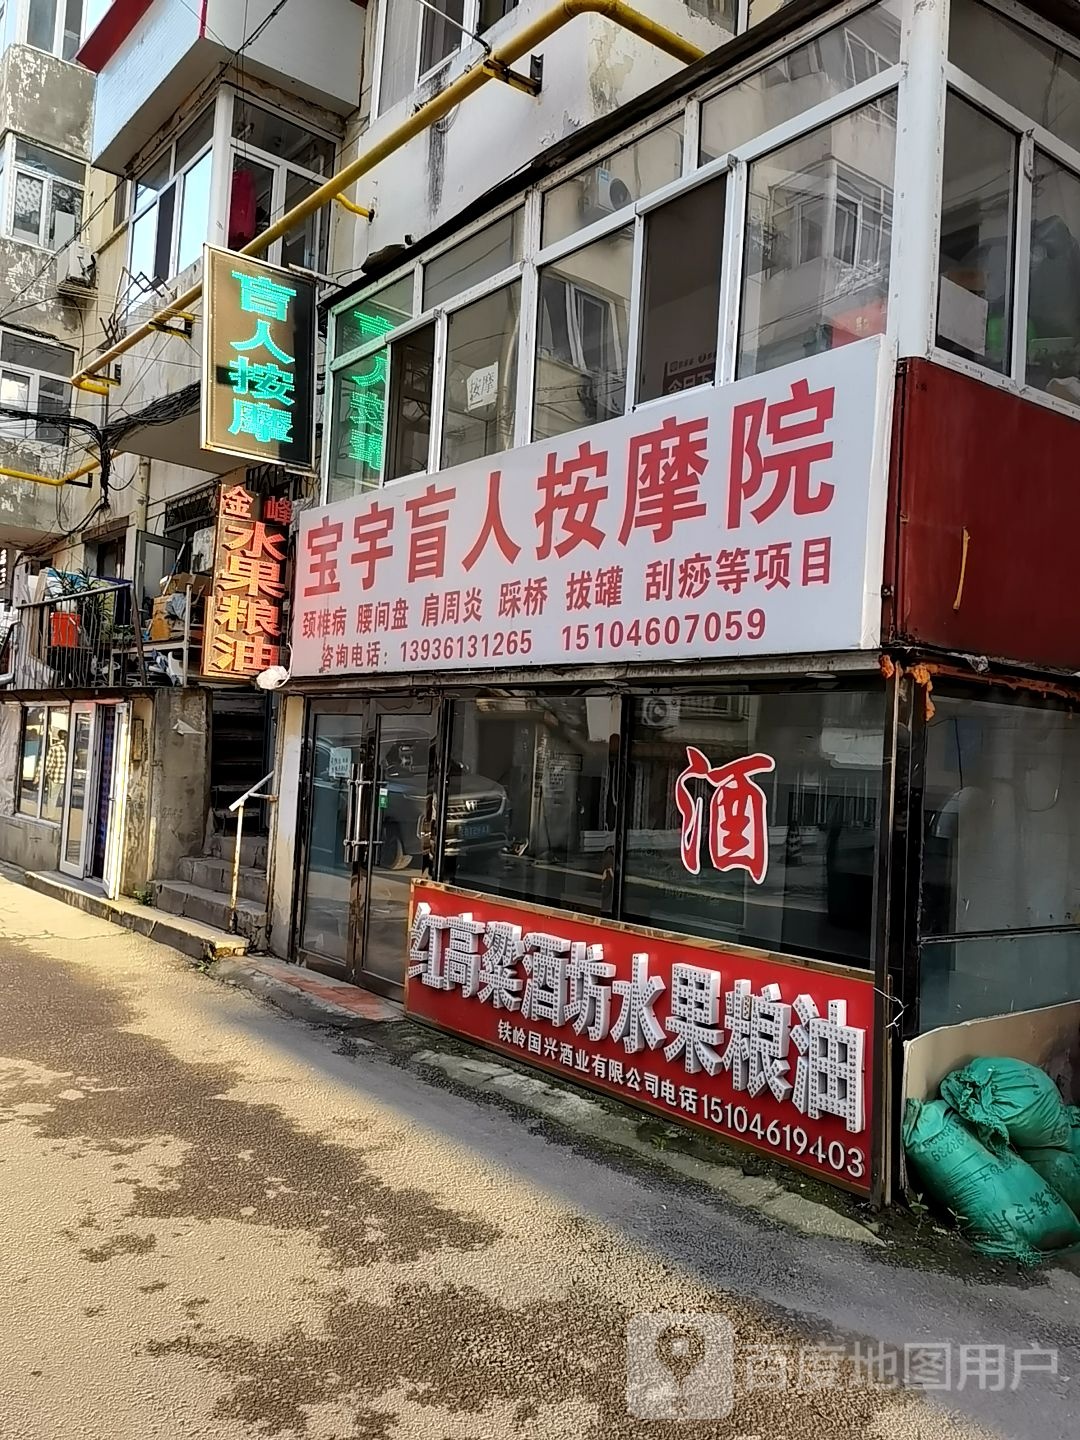 盲人按摩
金峰
水果粮油
按摩
宝宇盲人按摩院
颈椎病 腰间盘 肩周炎 踩桥 拔罐 刮痧等项目
咨询电话：13936131265 15104607059
酒
红高粱酒坊水果粮油
铁岭国兴酒业有限公司电话15104619403
百度地图用户